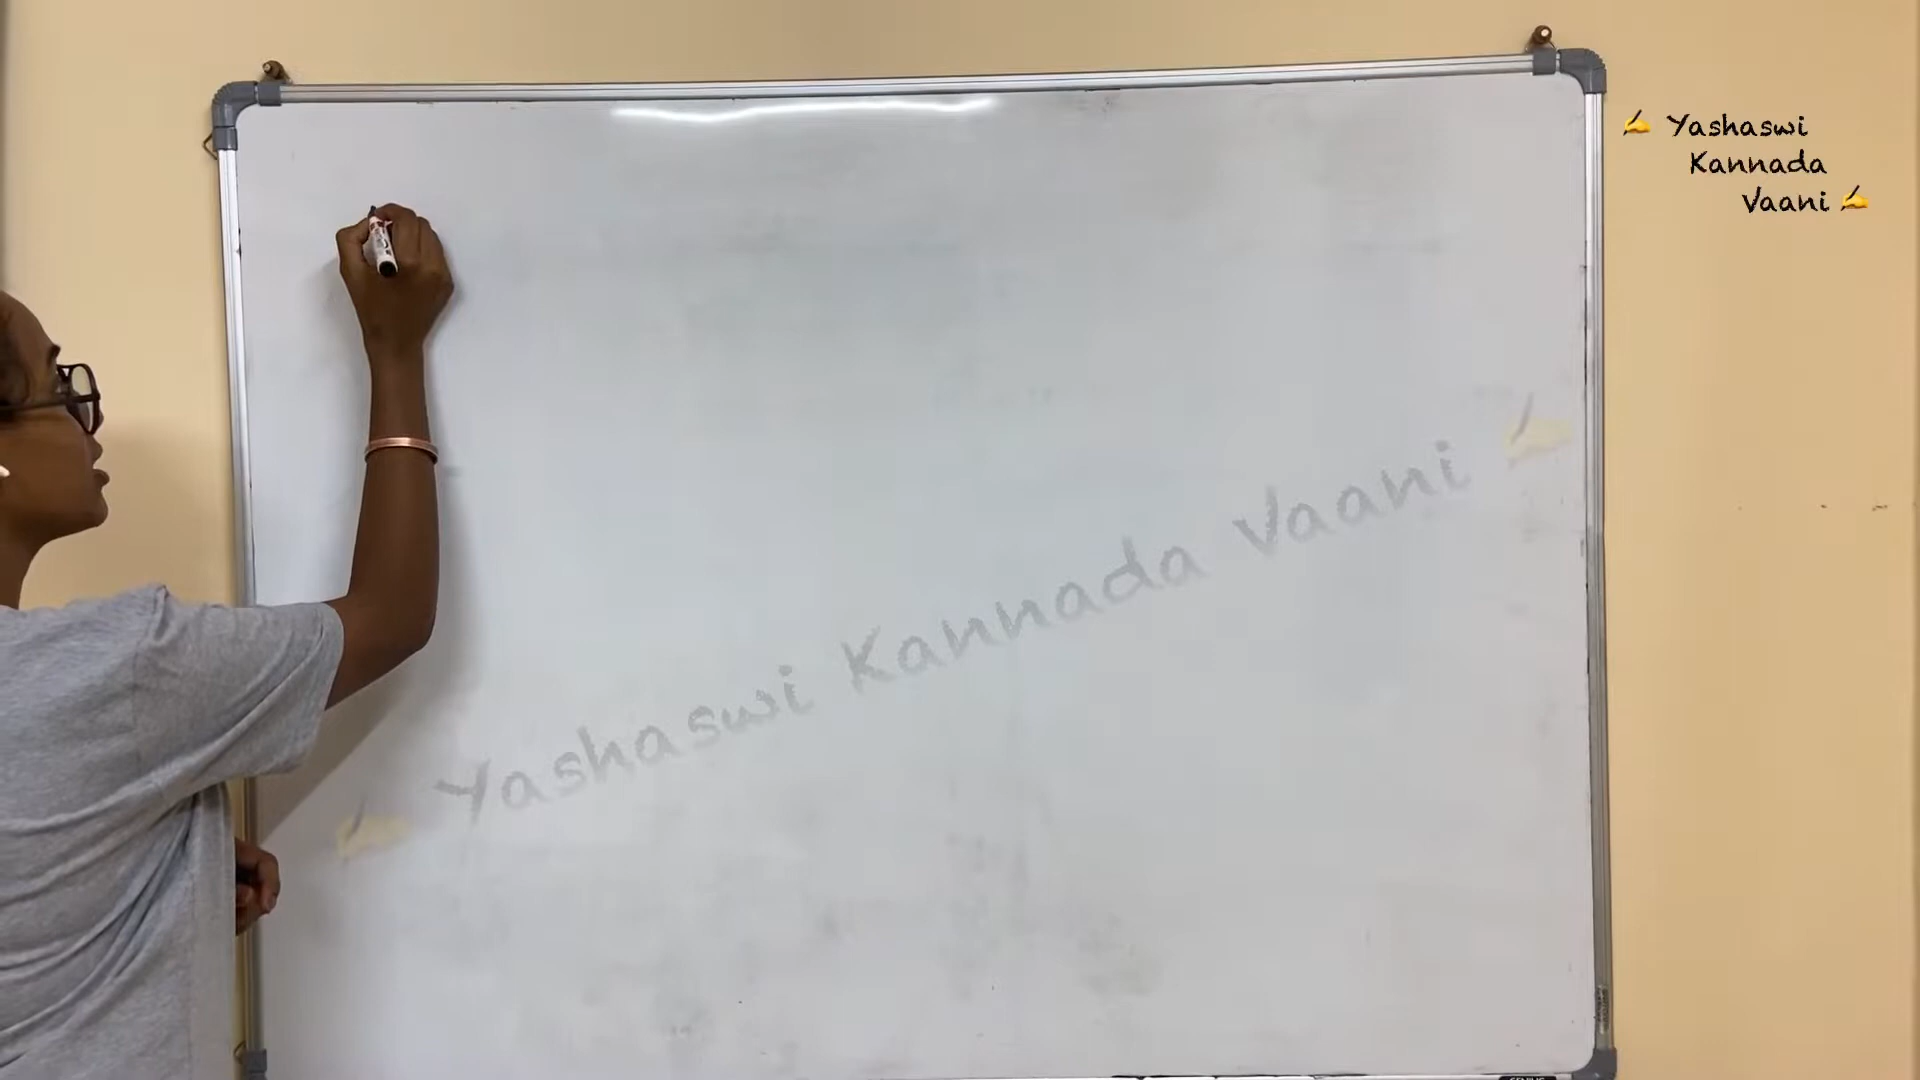 ✍ Yashaswi
Kannada
Vaani ✍
✍ Yashaswi Kannada Vaani ✍